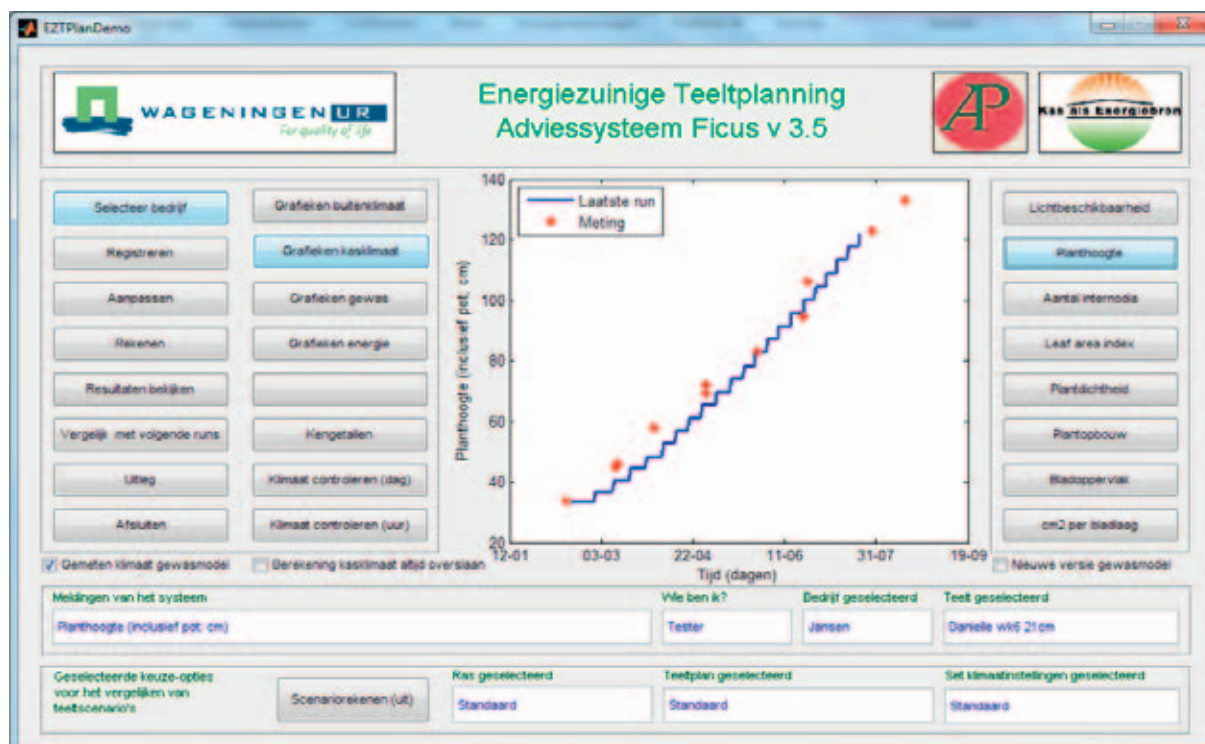 EZTPlanDemo
WAGENINGEN UR
For quality of life
Energiezuinige Teeltplanning
Adviessysteem Ficus v 3.5
AP
Kas als Energiebron
Selecteer bedrijf
Registreren
Aanpassen
Rekenen
Resultaten bekijken
Vergelijk met volgende runs
Uitleg
Afsluiten
Grafieken buitenklimaat
Grafieken kasklimaat
Grafieken gewas
Grafieken energie
Kengetallen
Klimaat controleren (dag)
Klimaat controleren (uur)
Planthoogte (inclusief pot; cm)
140
120
100
80
60
40
20
Laatste run
Meting
12-01
03-03
22-04
11-06
31-07
19-09
Tijd (dagen)
Lichtbeschikbaarheid
Planthoogte
Aantal internodia
Leaf area index
Plantdichtheid
Plantopbouw
Bladoppervlak
cm2 per bladlaag
Gemeten klimaat gewasmodel
Berekening kasklimaat altijd overslaan
Nieuwe versie gewasmodel
Meldingen van het systeem
Planthoogte (inclusief pot; cm)
Wie ben ik?
Tester
Bedrijf geselecteerd
Jansen
Teelt geselecteerd
Danielle wk6 21cm
Geselecteerde keuze-opties
voor het vergelijken van
teeltscenario's
Scenariorekenen (uit)
Ras geselecteerd
Standaard
Teeltplan geselecteerd
Standaard
Set klimaatinstellingen geselecteerd
Standaard